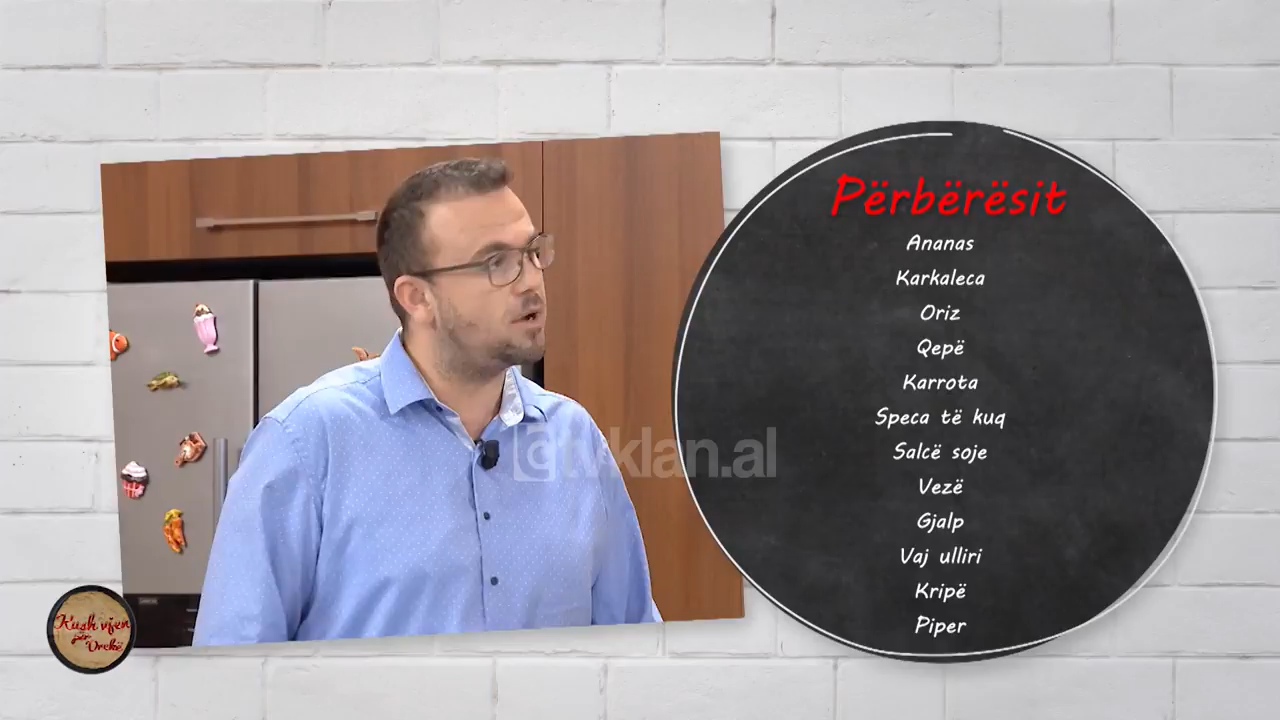 Përbërësit
Ananas
Karkaleca
Oriz
Qepë
Karrota
Speca të kuq
Salcë soje
Vezë
Gjalp
Vaj ulliri
Kripë
Piper
tvklan.al
Kush vjen
për
Drekë